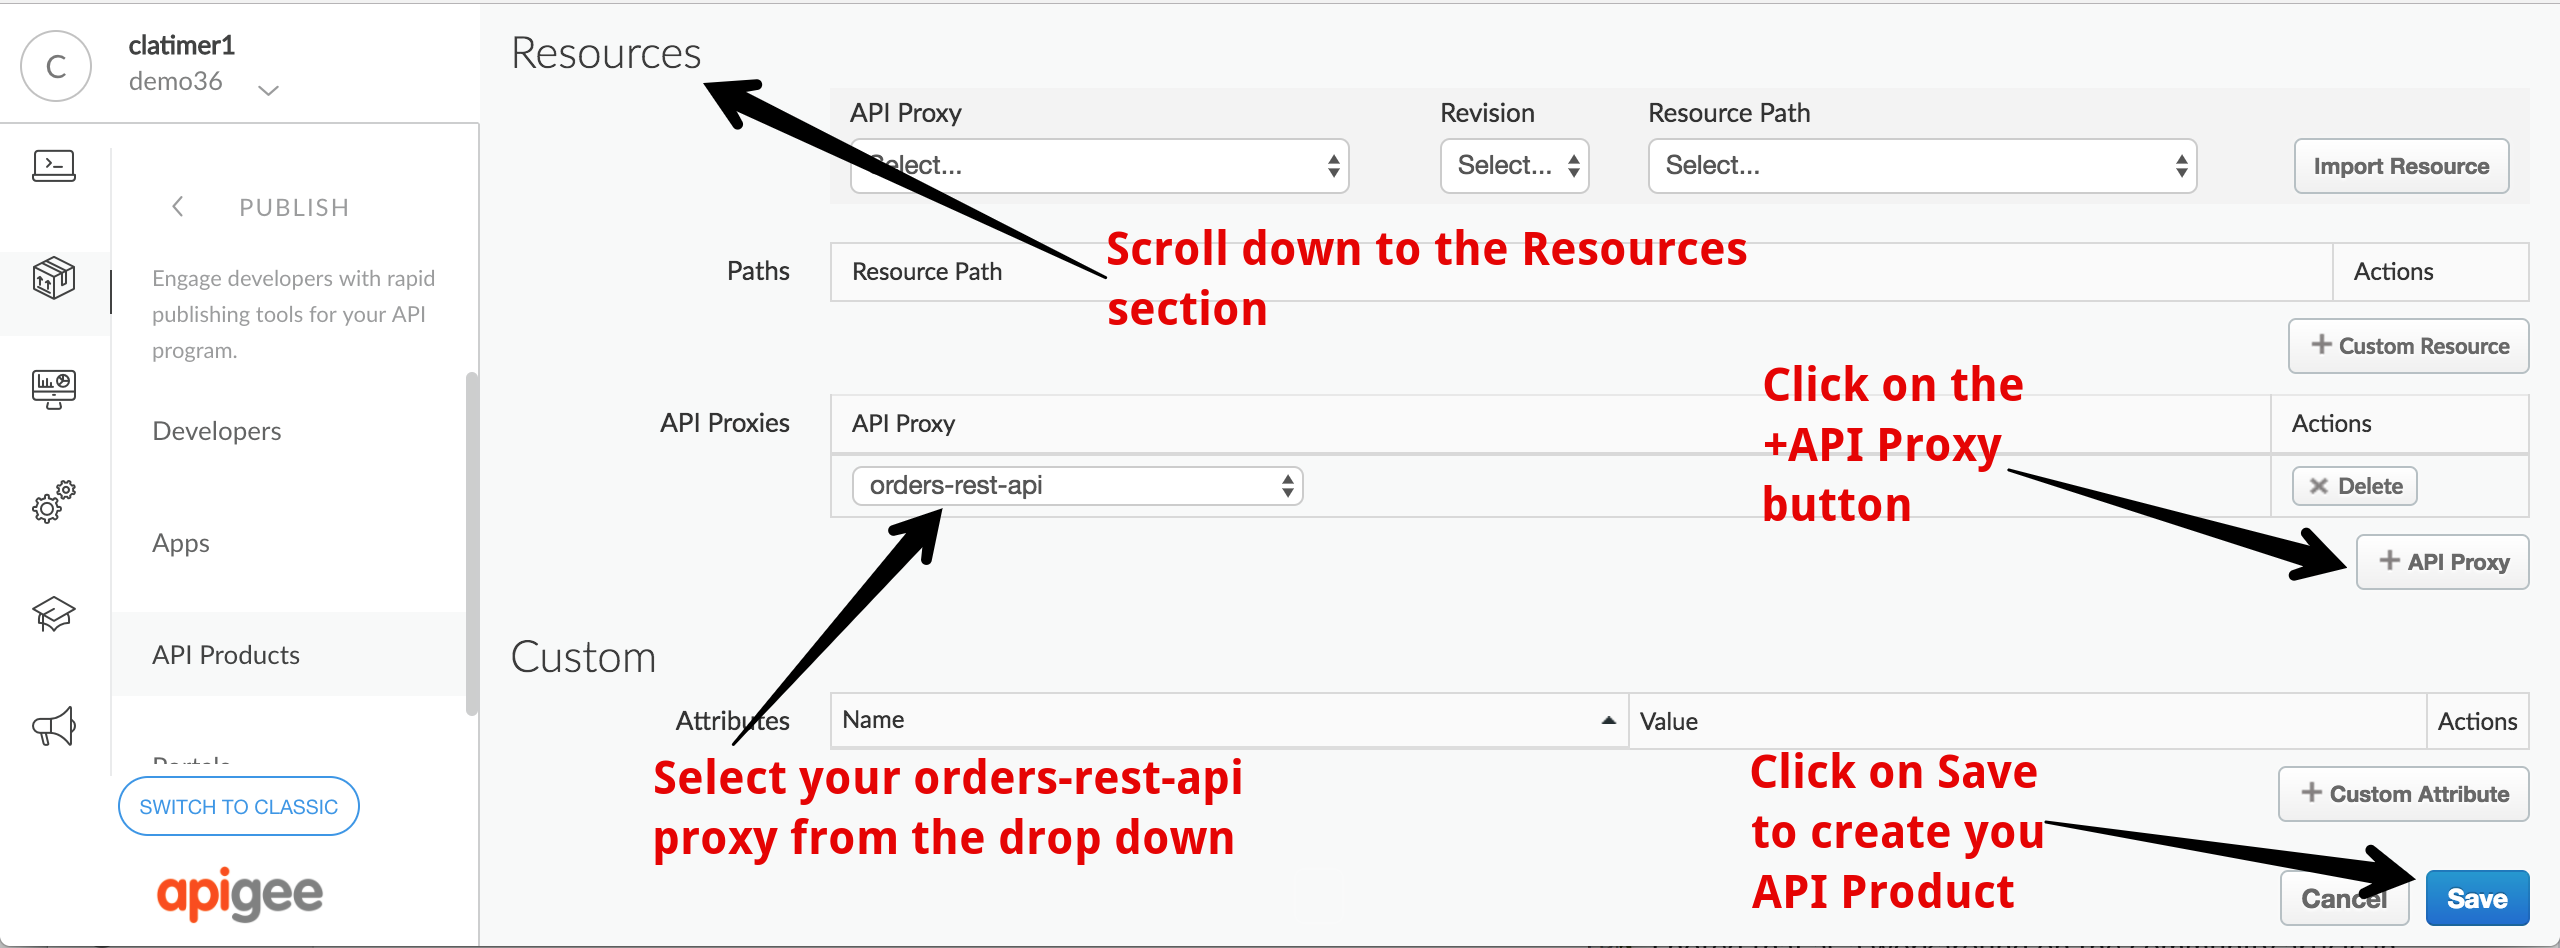 C
clatimer1
demo36
PUBLISH
Engage developers with rapid
publishing tools for your API
program.
Developers
Apps
API Products
Portals
SWITCH TO CLASSIC
apigee
Resources
API Proxy Revision Resource Path
Select... Select... Select... Import Resource
Scroll down to the Resources
section
Paths Resource Path Actions
+ Custom Resource
Click on the
+API Proxy
button
API Proxies API Proxy Actions
orders-rest-api × Delete
+ API Proxy
Custom
Attributes Name Value Actions
Select your orders-rest-api
proxy from the drop down
Click on Save
to create you
API Product
+ Custom Attribute
Cancel Save